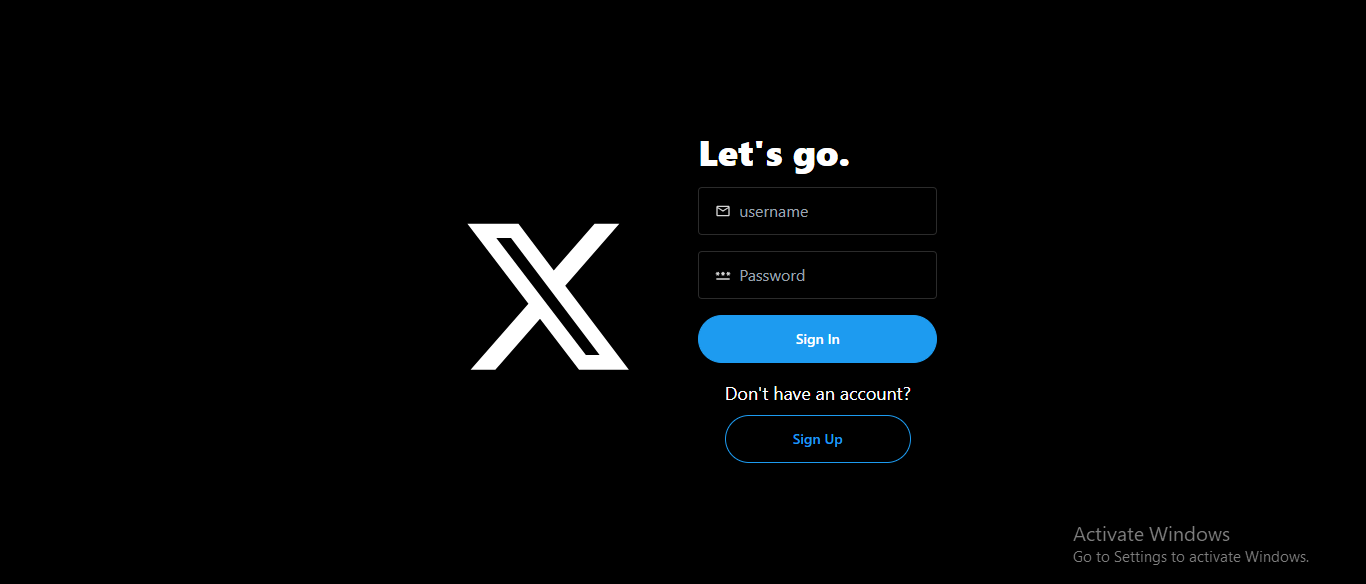 Let's go.
username
Password
Sign In
Don't have an account?
Sign Up
Activate Windows
Go to Settings to activate Windows.